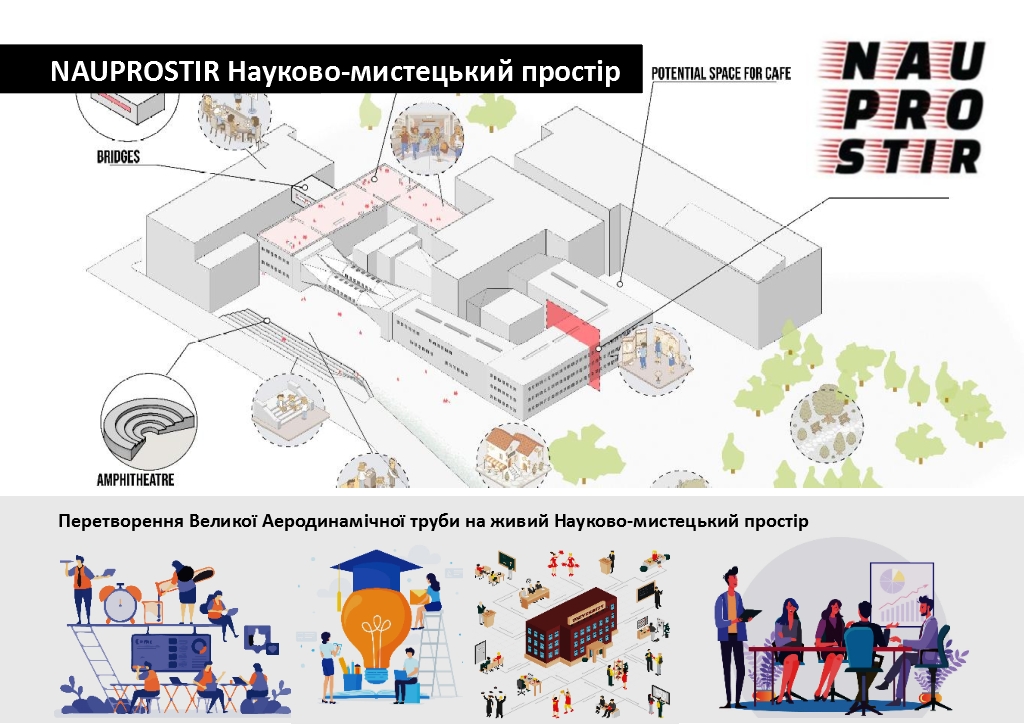 NAUPROSTIR Науково-мистецький простір
POTENTIAL SPACE FOR CAFE
NAU
PRO
STIR
BRIDGES
AMPHITHEATRE
Перетворення Великої Аеродинамічної труби на живий Науково-мистецький простір
UNIVERSITY